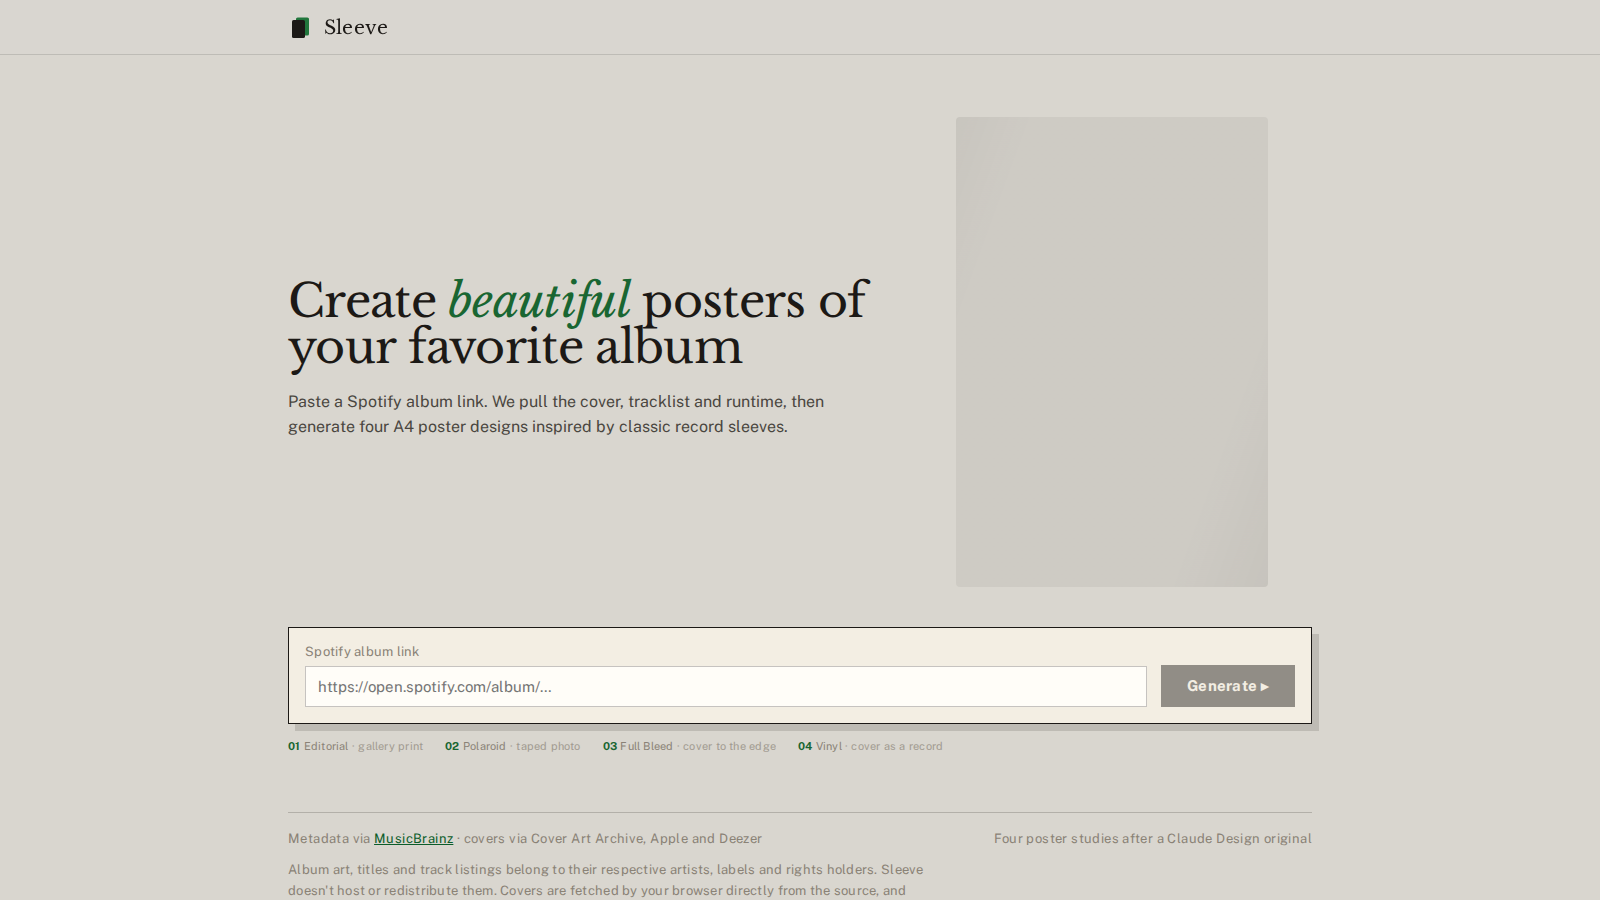 Sleeve
Create beautiful posters of
your favorite album
Paste a Spotify album link. We pull the cover, tracklist and runtime, then
generate four A4 poster designs inspired by classic record sleeves.
Spotify album link
https://open.spotify.com/album/...
Generate ▸
01 Editorial · gallery print 02 Polaroid · taped photo 03 Full Bleed · cover to the edge 04 Vinyl · cover as a record
Metadata via MusicBrainz · covers via Cover Art Archive, Apple and Deezer
Four poster studies after a Claude Design original
Album art, titles and track listings belong to their respective artists, labels and rights holders. Sleeve
doesn't host or redistribute them. Covers are fetched by your browser directly from the source, and